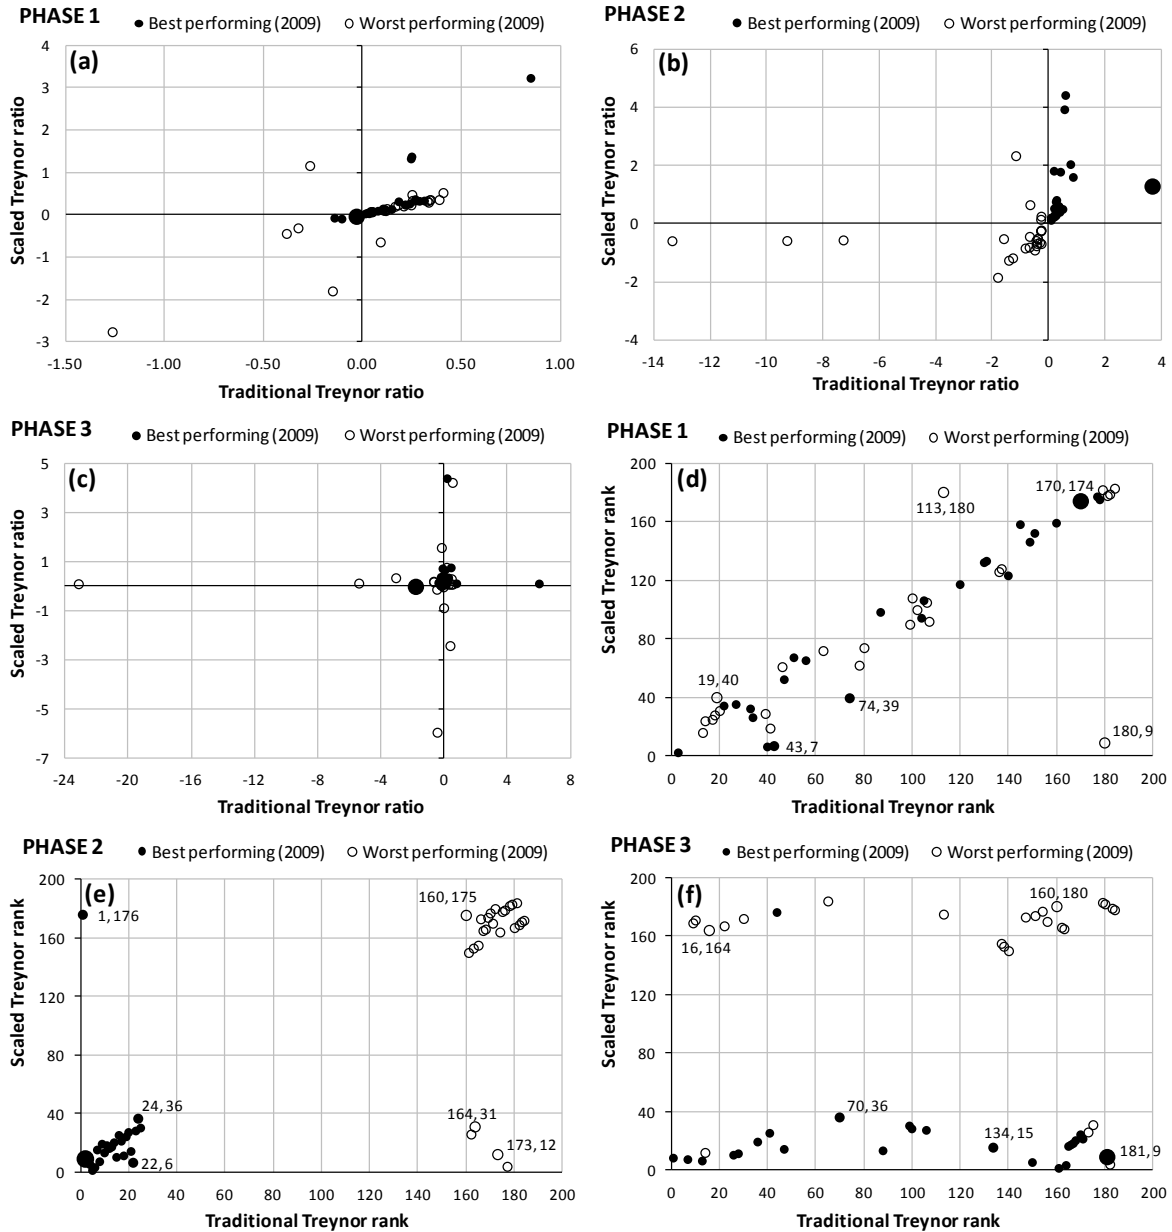 PHASE 1
● Best performing (2009) ○ Worst performing (2009)
(a)
Scaled Treynor ratio
4
3
2
1
0
-1
-2
-3
-1.50 -1.00 -0.50 0.00 0.50 1.00
Traditional Treynor ratio
PHASE 2
● Best performing (2009) ○ Worst performing (2009)
(b)
Scaled Treynor ratio
6
4
2
0
-2
-4
-14 -12 -10 -8 -6 -4 -2 0 2 4
Traditional Treynor ratio
PHASE 3
● Best performing (2009) ○ Worst performing (2009)
(c)
Scaled Treynor ratio
5
3
1
-1
-3
-5
-7
-24 -20 -16 -12 -8 -4 0 4 8
Traditional Treynor ratio
PHASE 1
● Best performing (2009) ○ Worst performing (2009)
(d)
Scaled Treynor rank
200
160
120
80
40
0
170, 174
113, 180
19, 40
74, 39
43, 7
180, 9
0 20 40 60 80 100 120 140 160 180 200
Traditional Treynor rank
PHASE 2
● Best performing (2009) ○ Worst performing (2009)
(e)
Scaled Treynor rank
200
160
120
80
40
0
160, 175
1, 176
24, 36
164, 31
173, 12
22, 6
0 20 40 60 80 100 120 140 160 180 200
Traditional Treynor rank
PHASE 3
● Best performing (2009) ○ Worst performing (2009)
(f)
Scaled Treynor rank
200
160
120
80
40
0
160, 180
16, 164
70, 36
134, 15
181, 9
0 20 40 60 80 100 120 140 160 180 200
Traditional Treynor rank